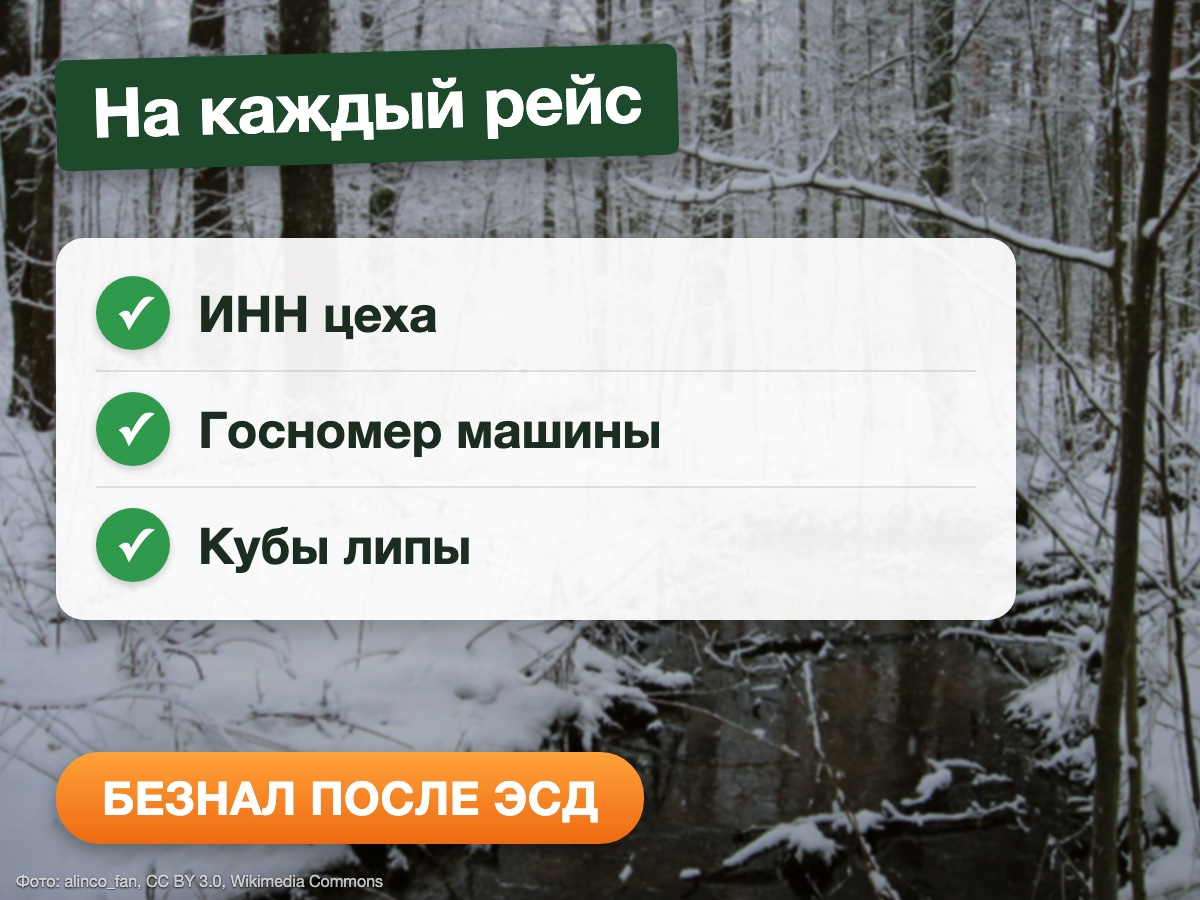 На каждый рейс
ИНН цеха
Госномер машины
Кубы липы
БЕЗНАЛ ПОСЛЕ ЭСД
Фото: alinco_fan, CC BY 3.0, Wikimedia Commons